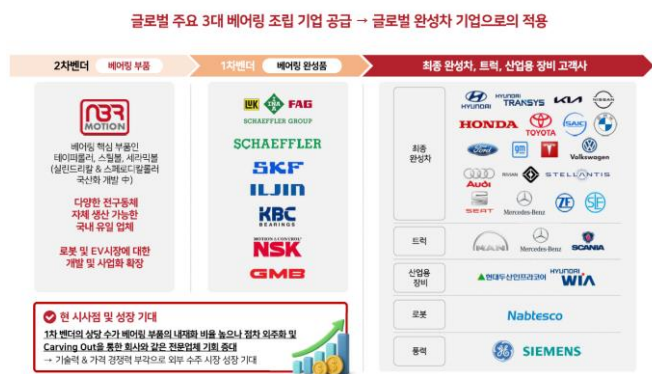 글로벌 주요 3대 베어링 조립 기업 공급 → 글로벌 완성차 기업으로의 적용
2차벤더 베어링 부품
1차벤더 베어링 완성품
최종 완성차, 트럭, 산업용 장비 고객사
NBR
MOTION
베어링 핵심 부품인
테이퍼롤러, 스틸볼, 세라믹볼
(실린드리칼 & 스페로디칼롤러
국산화 개발 中)
다양한 전구동체
자체 생산 가능한
국내 유일 업체
로봇 및 EV시장에 대한
개발 및 사업화 확장
LUK INA FAG
SCHAEFFLER GROUP
SCHAEFFLER
SKF
ILJIN
KBC
BEARINGS
MOTION & CONTROL
NSK
GMB
최종
완성차
HYUNDAI
HYUNDAI
TRANSYS
KIA
NISSAN
HONDA
TOYOTA
SAIC
BMW
Ford
GM
T
Volkswagen
Audi
RIVIAN
STELLANTIS
SEAT
Mercedes-Benz
ZF
트럭
MAN
Mercedes-Benz
SCANIA
산업용
장비
현대두산인프라코어
HYUNDAI
WIA
로봇
Nabtesco
풍력
GE
SIEMENS
현 시사점 및 성장 기대
1차 벤더의 상당 수가 베어링 부품의 내재화 비율 높으나 점차 외주화 및
Carving Out을 통한 회사와 같은 전문업체 기회 증대
→ 기술력 & 가격 경쟁력 부각으로 외부 수주 시장 성장 기대